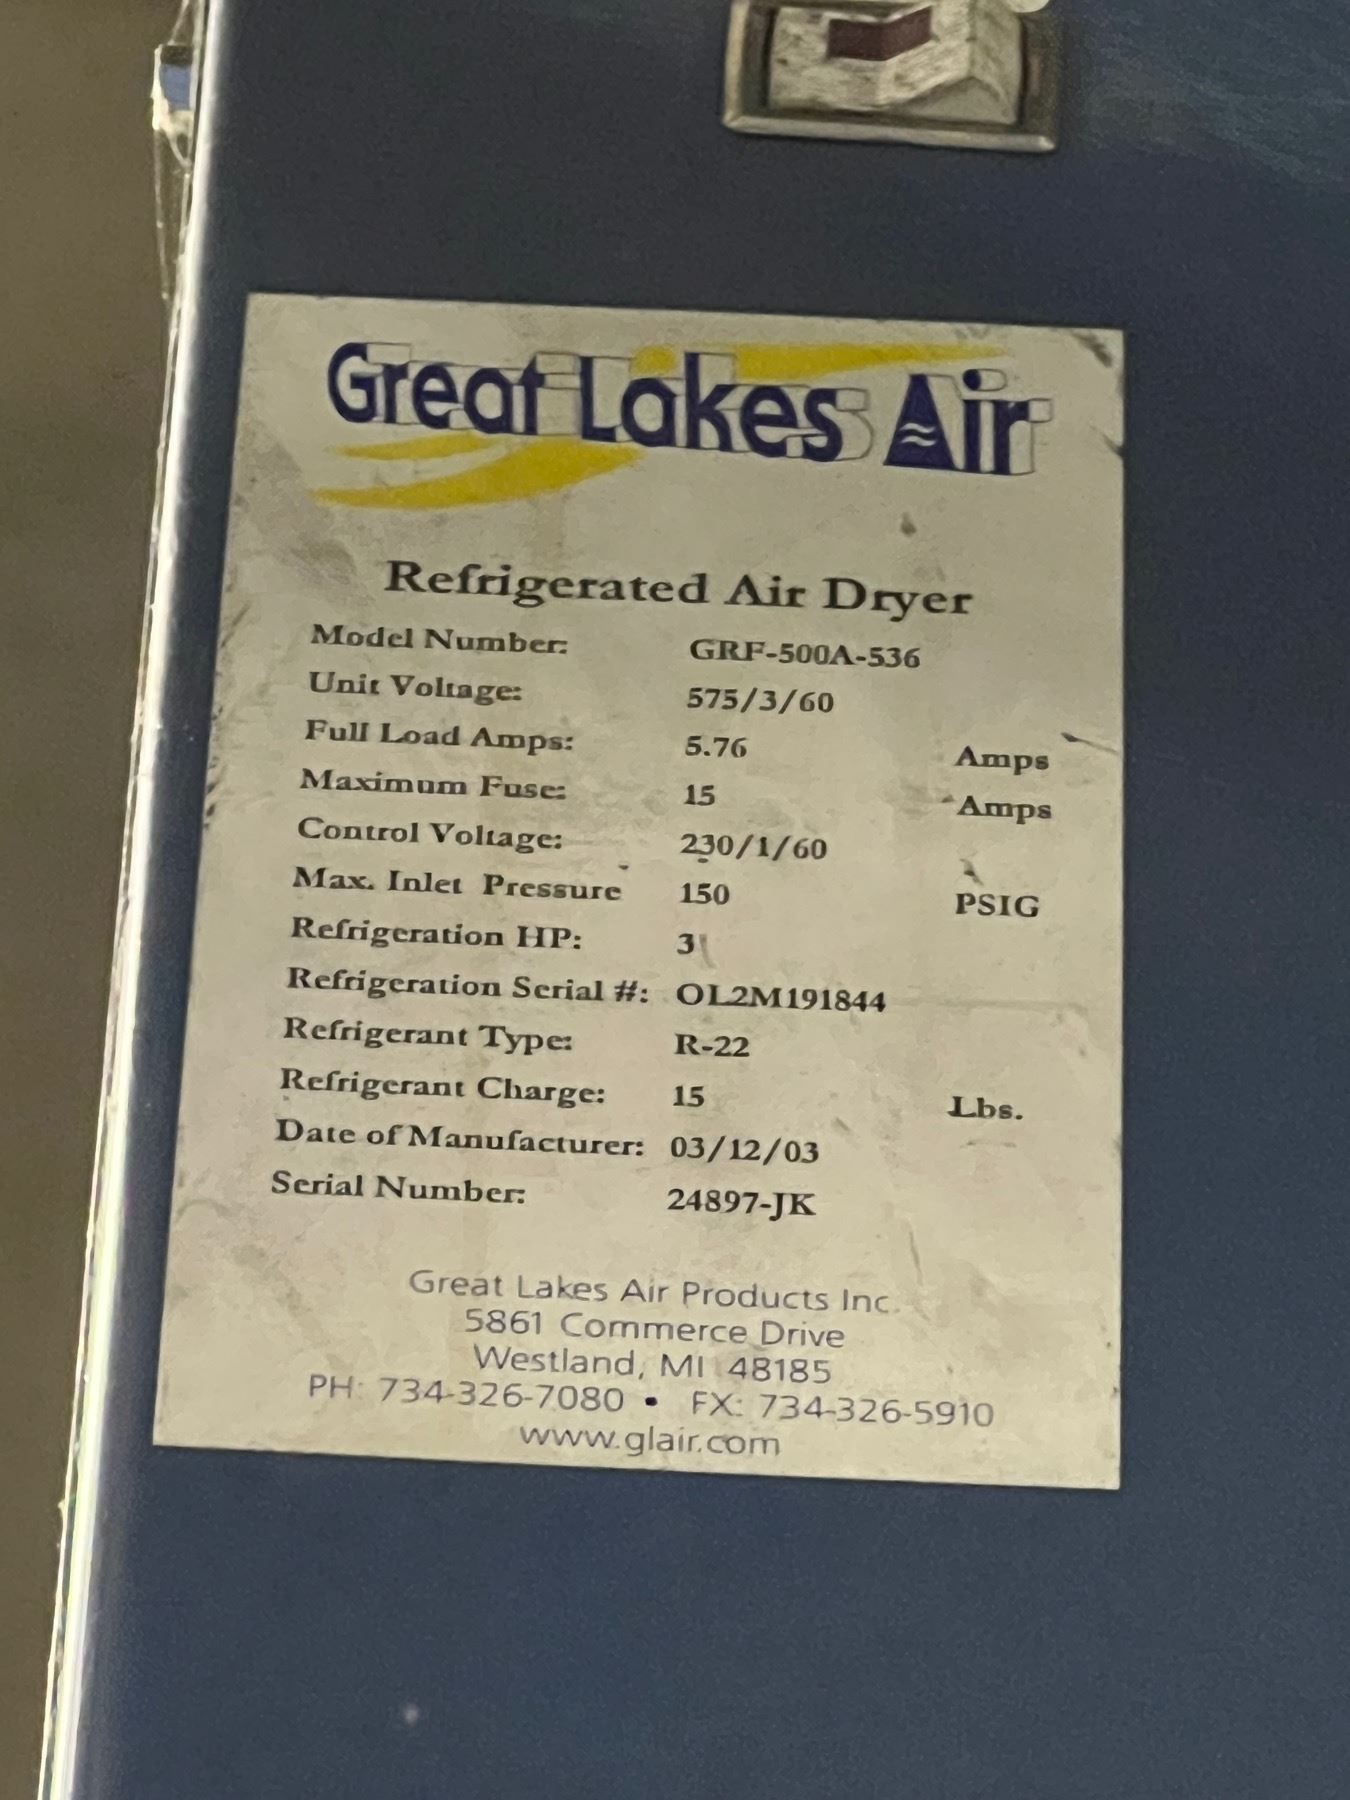 Great Lakes Air
Refrigerated Air Dryer
Model Number: GRF-500A-536
Unit Voltage: 575/3/60
Full Load Amps: 5.76 Amps
Maximum Fuse: 15 Amps
Control Voltage: 230/1/60
Max. Inlet Pressure 150 PSIG
Refrigeration HP: 3
Refrigeration Serial #: OL2M191844
Refrigerant Type: R-22
Refrigerant Charge: 15 Lbs.
Date of Manufacturer: 03/12/03
Serial Number: 24897-JK
Great Lakes Air Products Inc.
5861 Commerce Drive
Westland, MI 48185
PH: 734-326-7080 • FX: 734-326-5910
www.glair.com